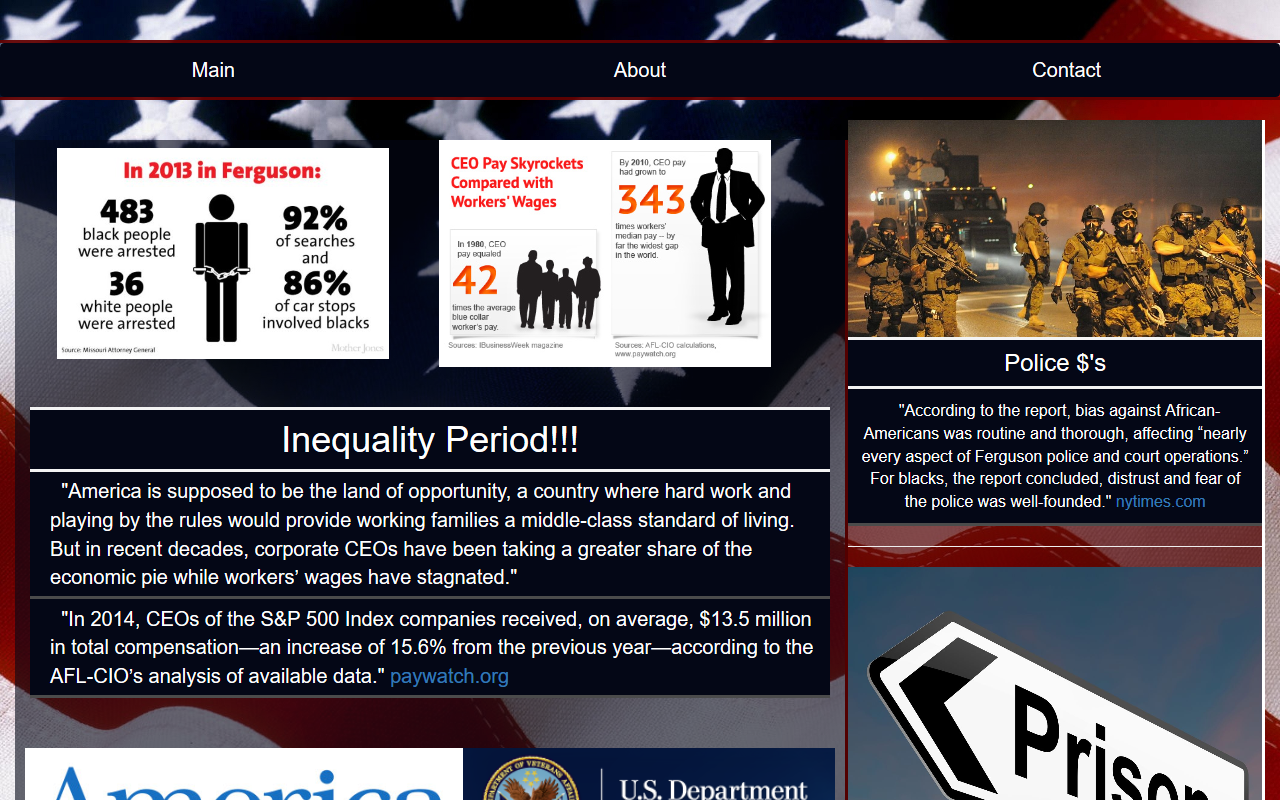 Main
About
Contact
In 2013 in Ferguson:
483
black people
were arrested
36
white people
were arrested
92%
of searches
and
86%
of car stops
involved blacks
Source: Missouri Attorney General
Mother Jones
CEO Pay Skyrockets
Compared with
Workers' Wages
In 1980, CEO
pay equaled
42
times the average
blue collar
worker's pay.
Sources: IBusinessWeek magazine
By 2010, CEO pay
had grown to
343
times workers'
median pay – by
far the widest gap
in the world.
Sources: AFL-CIO calculations,
www.paywatch.org
Inequality Period!!!
"America is supposed to be the land of opportunity, a country where hard work and
playing by the rules would provide working families a middle-class standard of living.
But in recent decades, corporate CEOs have been taking a greater share of the
economic pie while workers’ wages have stagnated."
"In 2014, CEOs of the S&P 500 Index companies received, on average, $13.5 million
in total compensation—an increase of 15.6% from the previous year—according to the
AFL-CIO’s analysis of available data." paywatch.org
Police $'s
"According to the report, bias against African-
Americans was routine and thorough, affecting “nearly
every aspect of Ferguson police and court operations.”
For blacks, the report concluded, distrust and fear of
the police was well-founded." nytimes.com
Prison
America
U.S. Department